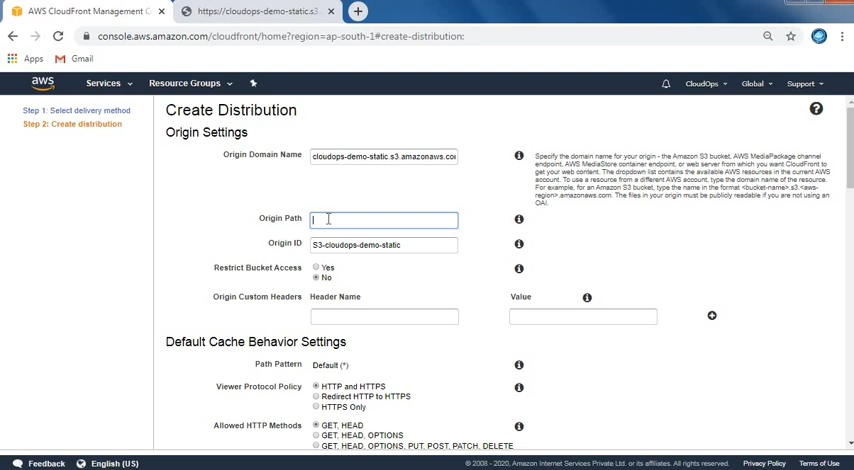 AWS CloudFront Management C
https://cloudops-demo-static.s3
console.aws.amazon.com/cloudfront/home?region=ap-south-1#create-distribution:
Apps
Gmail
aws
Services
Resource Groups
CloudOps
Global
Support
Step 1: Select delivery method
Step 2: Create distribution
Create Distribution
Origin Settings
Origin Domain Name
cloudops-demo-static.s3.amazonaws.co
Specify the domain name for your origin - the Amazon S3 bucket, AWS MediaPackage channel
endpoint, AWS MediaStore container endpoint, or web server from which you want CloudFront to
get your web content. The dropdown list contains the available AWS resources in the current AWS
account. To use a resource from a different AWS account, type the domain name of the resource.
For example, for an Amazon S3 bucket, type the name in the format <bucket-name>.s3.<aws-
region>.amazonaws.com. The files in your origin must be publicly readable if you are not using an
OAI.
Origin Path
Origin ID
S3-cloudops-demo-static
Restrict Bucket Access
Yes
No
Origin Custom Headers
Header Name
Value
Default Cache Behavior Settings
Path Pattern
Default (*)
Viewer Protocol Policy
HTTP and HTTPS
Redirect HTTP to HTTPS
HTTPS Only
Allowed HTTP Methods
GET, HEAD
GET, HEAD, OPTIONS
GET, HEAD, OPTIONS, PUT, POST, PATCH, DELETE
Feedback
English (US)
© 2008 - 2020, Amazon Internet Services Private Ltd. or its affiliates. All rights reserved.
Privacy Policy
Terms of Use